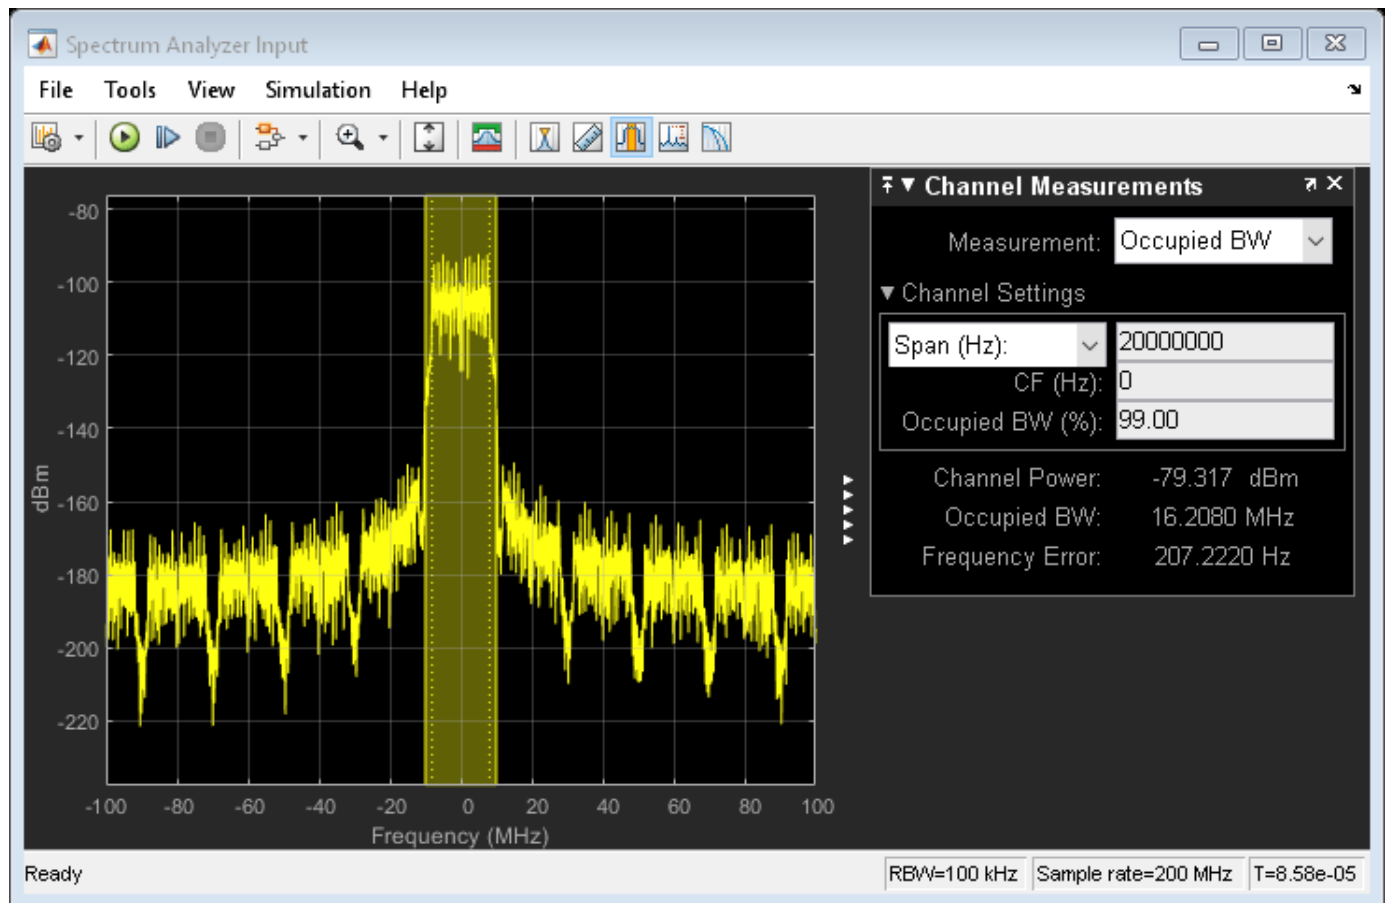 Spectrum Analyzer Input
File Tools View Simulation Help
Channel Measurements
Measurement: Occupied BW
Channel Settings
Span (Hz): 20000000
CF (Hz): 0
Occupied BW (%): 99.00
Channel Power: -79.317 dBm
Occupied BW: 16.2080 MHz
Frequency Error: 207.2220 Hz
-80
-100
-120
-140
-160
-180
-200
-220
dBm
-100 -80 -60 -40 -20 0 20 40 60 80 100
Frequency (MHz)
Ready RBW=100 kHz Sample rate=200 MHz T=8.58e-05